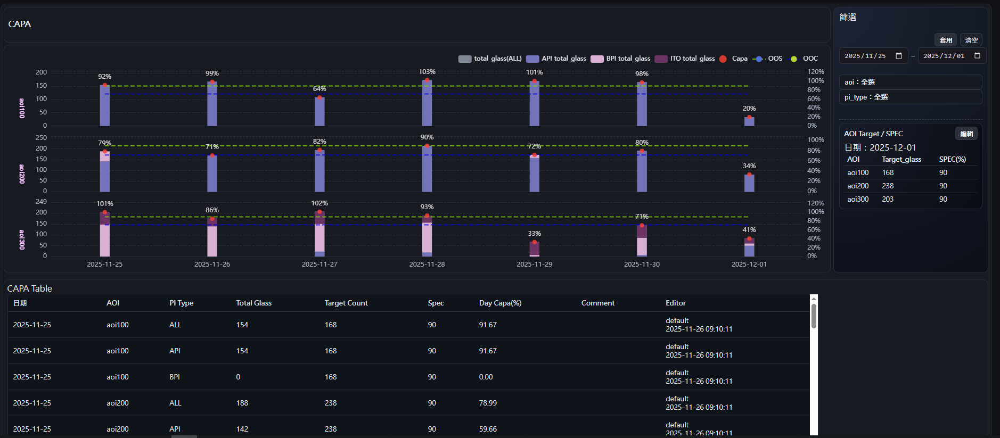 CAPA
total_glass(ALL) API total_glass BPI total_glass ITO total_glass Capa OOS OOC
aoi100
200
150
100
50
0
92% 99% 64% 103% 101% 98% 20%
120%
100%
80%
60%
40%
20%
0%
aoi200
250
200
150
100
50
0
79% 71% 82% 90% 72% 80% 34%
100%
80%
60%
40%
20%
0%
aoi300
249
200
150
100
50
0
101% 86% 102% 93% 33% 71% 41%
120%
100%
80%
60%
40%
20%
0%
2025-11-25 2025-11-26 2025-11-27 2025-11-28 2025-11-29 2025-11-30 2025-12-01
篩選
套用 清空
2025/11/25 – 2025/12/01
aoi：全選
pi_type：全選
AOI Target / SPEC 編輯
日期：2025-12-01
AOI Target_glass SPEC(%)
aoi100 168 90
aoi200 238 90
aoi300 203 90
CAPA Table
日期 AOI PI Type Total Glass Target Count Spec Day Capa(%) Comment Editor
2025-11-25 aoi100 ALL 154 168 90 91.67 default
2025-11-26 09:10:11
2025-11-25 aoi100 API 154 168 90 91.67 default
2025-11-26 09:10:11
2025-11-25 aoi100 BPI 0 168 90 0.00 default
2025-11-26 09:10:11
2025-11-25 aoi200 ALL 188 238 90 78.99 default
2025-11-26 09:10:11
2025-11-25 aoi200 API 142 238 90 59.66 default
2025-11-26 09:10:11